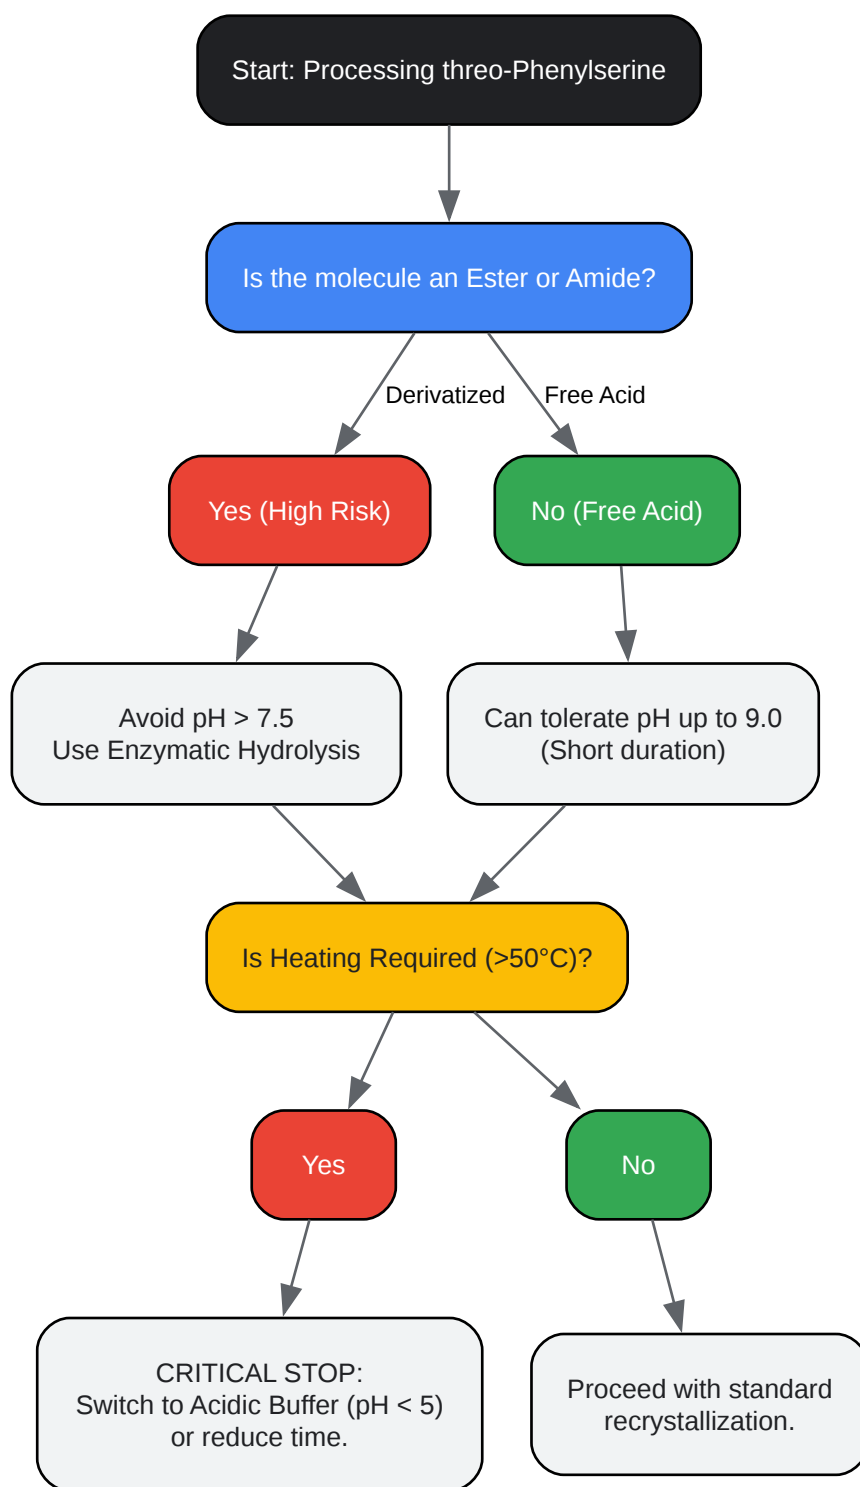 Start: Processing threo-Phenylserine
Is the molecule an Ester or Amide?
Derivatized
Free Acid
Yes (High Risk)
No (Free Acid)
Avoid pH > 7.5
Use Enzymatic Hydrolysis
Can tolerate pH up to 9.0
(Short duration)
Is Heating Required (>50°C)?
Yes
No
CRITICAL STOP:
Switch to Acidic Buffer (pH < 5)
or reduce time.
Proceed with standard
recrystallization.